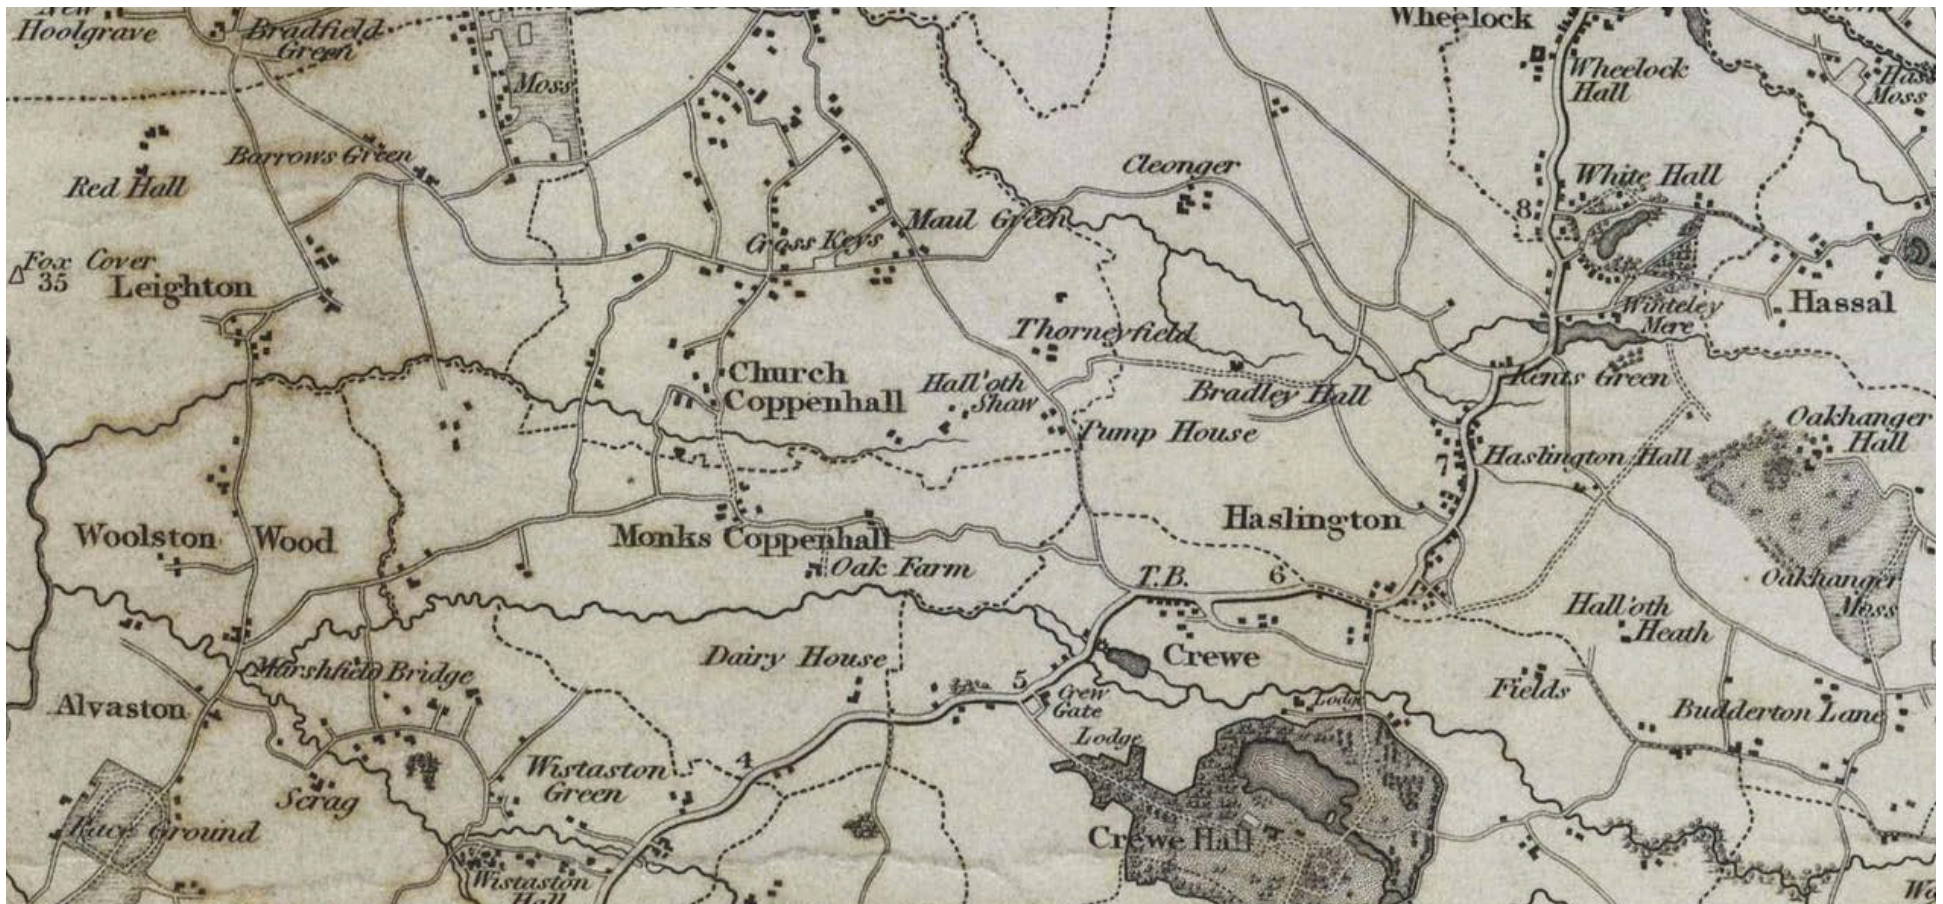 Hoolgrave
Bradfield
Green
Moss
Wheelock
Wheelock
Hall
Moss
Barrows Green
Red Hall
Cleonger
White Hall
8
Maul Green
Cross Keys
Fox Cover
35
Leighton
Hassal
Winteley
Mere
Thorneyfield
Church
Coppenhall
Hall'oth
Shaw
Bradley Hall
Kents Green
Pump House
Oakhanger
Hall
7
Haslington Hall
Haslington
Woolston Wood
Monks Coppenhall
Oak Farm
T.B.
6
Oakhanger
Moss
Hall'oth
Heath
Dairy House
Crewe
Marshfield Bridge
5
Crew
Gate
Lodge
Lodge
Fields
Budderton Lane
Alvaston
4
Wistaston
Green
Scrag
Race Ground
Crewe Hall
Wistaston
Hall